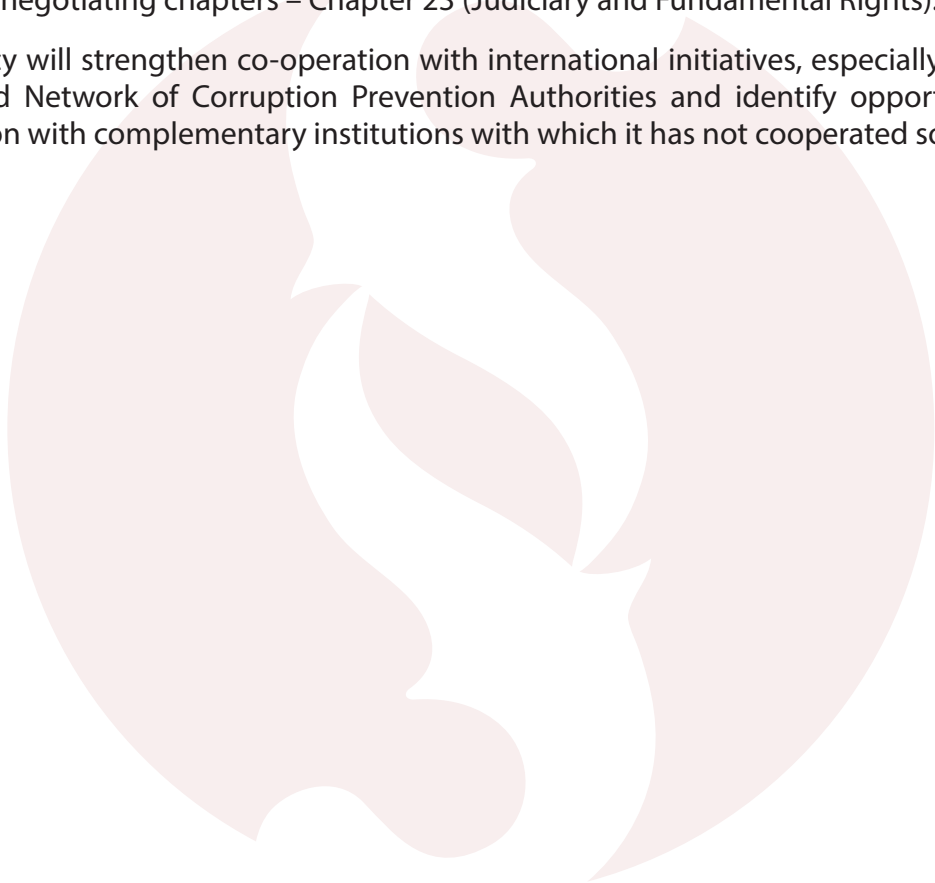 negotiating chapters – Chapter 23 (Judiciary and Fundamental Rights).
ty will strengthen co-operation with international initiatives, especially
d Network of Corruption Prevention Authorities and identify opport
on with complementary institutions with which it has not cooperated so